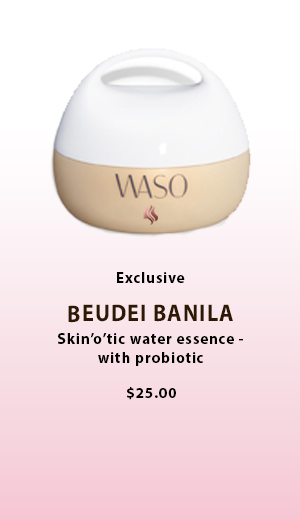 WASO
Exclusive
BEUDEI BANILA
Skin’o’tic water essence -
with probiotic
$25.00